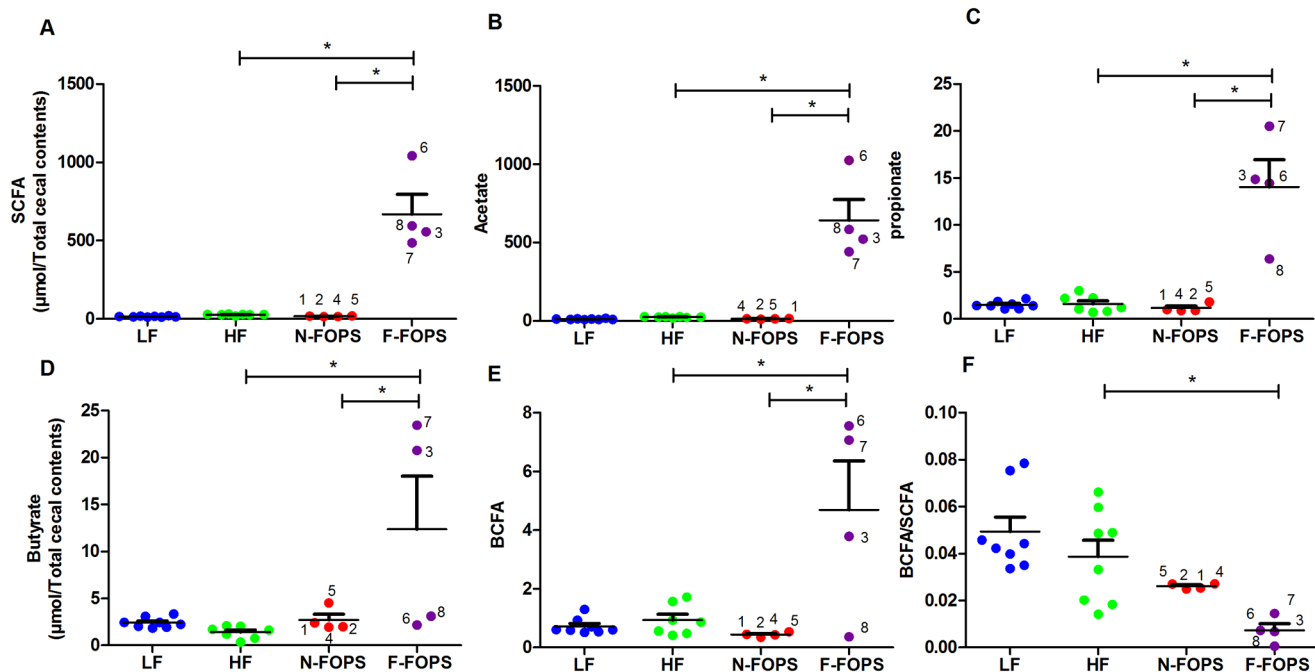 A
*
*
SCFA
(µmol/Total cecal contents)
1500
1000
500
0
6
8
3
7
1 2 4 5
LF HF N-FOPS F-FOPS
B
*
*
Acetate
1500
1000
500
0
6
8
3
7
4 2 5 1
LF HF N-FOPS F-FOPS
C
*
*
propionate
25
20
15
10
5
0
7
3 6
8
1 4 2 5
LF HF N-FOPS F-FOPS
D
*
*
Butyrate
(µmol/Total cecal contents)
25
20
15
10
5
0
7
3
5
1 4 2
6 8
LF HF N-FOPS F-FOPS
E
*
*
BCFA
8
6
4
2
0
6
7
3
8
1 2 4 5
LF HF N-FOPS F-FOPS
F
*
BCFA/SCFA
0.10
0.08
0.06
0.04
0.02
0.00
5 2 1 4
7
6 3
8
LF HF N-FOPS F-FOPS